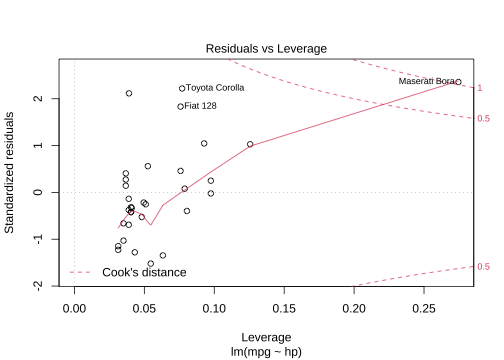 Residuals vs Leverage
Toyota Corolla
Maserati Bora
Fiat 128
1
0.5
0.5
2
1
0
-1
-2
Standardized residuals
Cook's distance
0.00
0.05
0.10
0.15
0.20
0.25
Leverage
lm(mpg ~ hp)